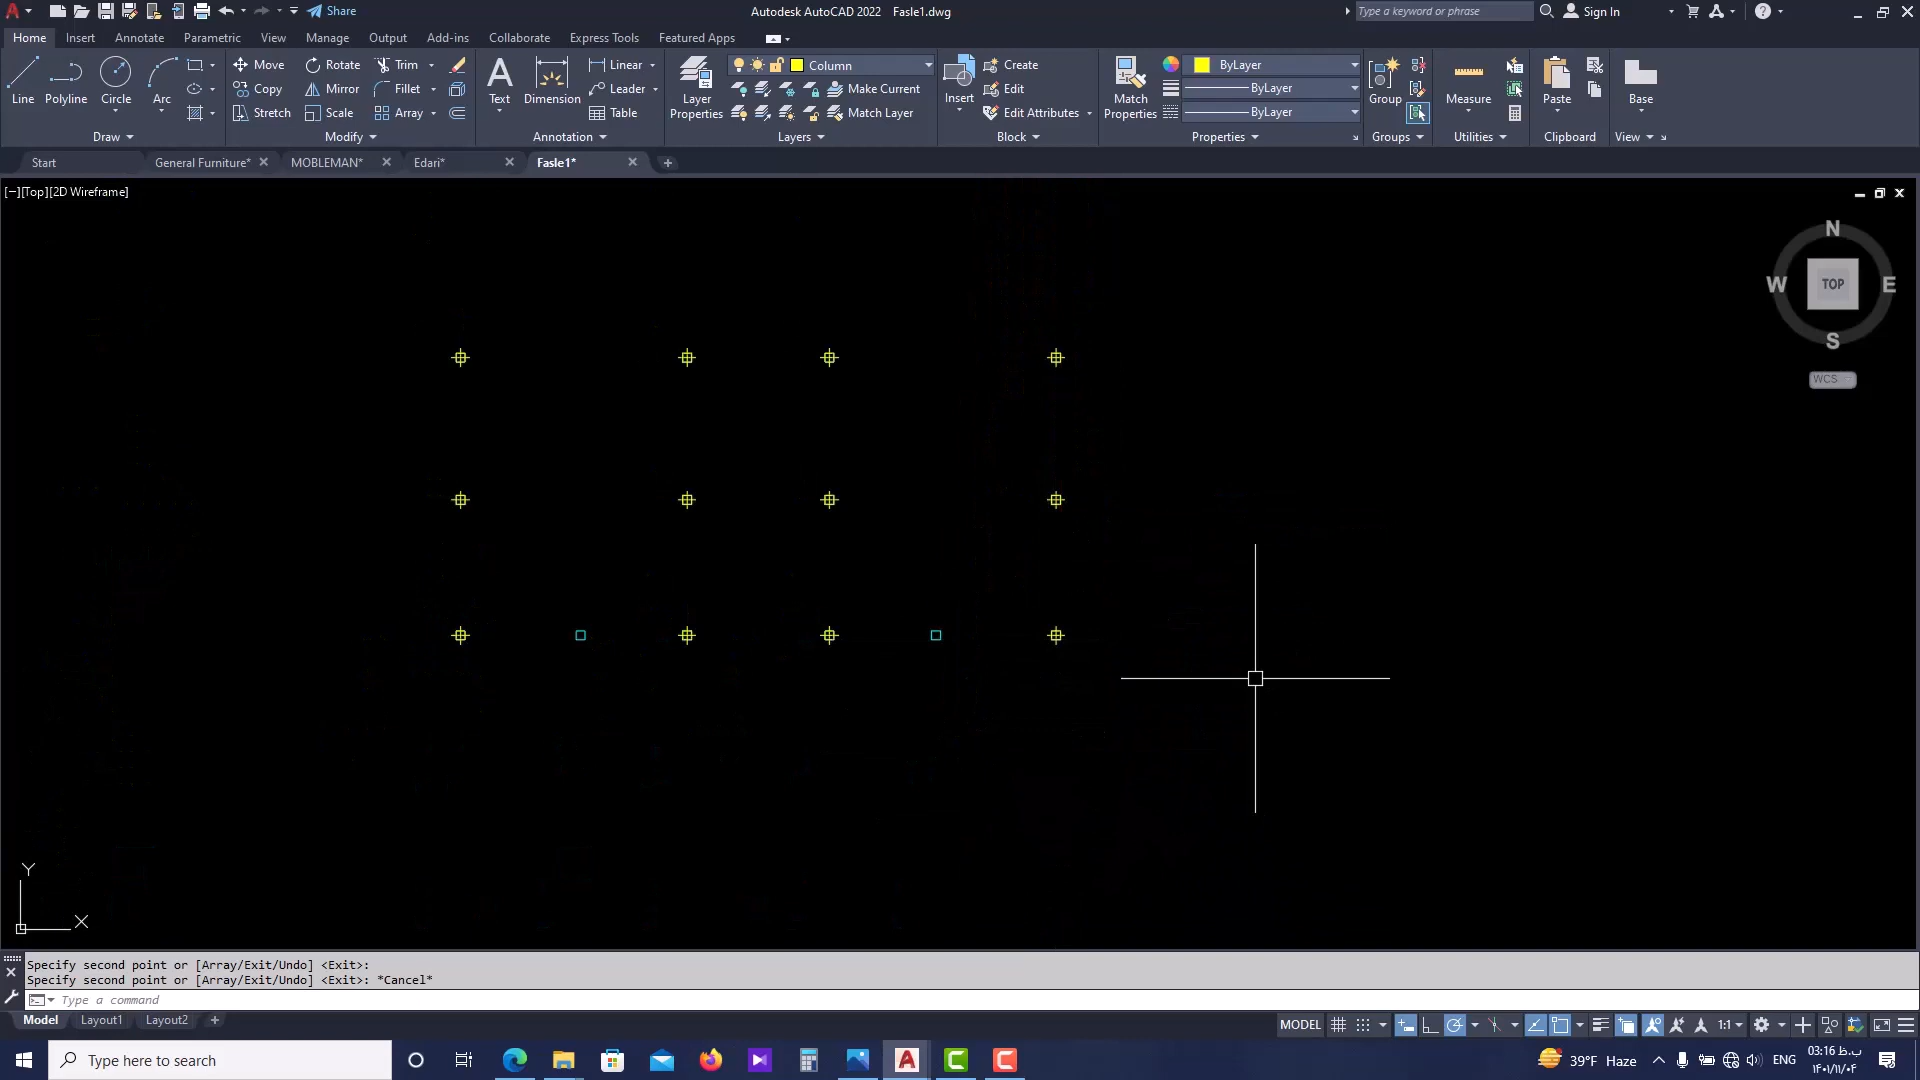 Share
Autodesk AutoCAD 2022 Fasle1.dwg
Type a keyword or phrase
Sign In
Home Insert Annotate Parametric View Manage Output Add-ins Collaborate Express Tools Featured Apps
Line Polyline Circle Arc
Draw
Move Rotate Trim
Copy Mirror Fillet
Stretch Scale Array
Modify
Text Dimension
Linear
Leader
Table
Annotation
Layer Properties
Column
Make Current
Match Layer
Layers
Insert
Create
Edit
Edit Attributes
Block
Match Properties
ByLayer
ByLayer
ByLayer
Properties
Group
Groups
Measure
Utilities
Paste
Clipboard
Base
View
Start General Furniture* MOBLEMAN* Edari* Fasle1*
[−][Top][2D Wireframe]
N
W TOP E
S
WCS
Y
X
Specify second point or [Array/Exit/Undo] <Exit>:
Specify second point or [Array/Exit/Undo] <Exit>: *Cancel*
Type a command
Model Layout1 Layout2
MODEL
1:1
Type here to search
39°F Haze
ENG
03:16 ب.ظ
۱۴۰۱/۱۱/۰۴